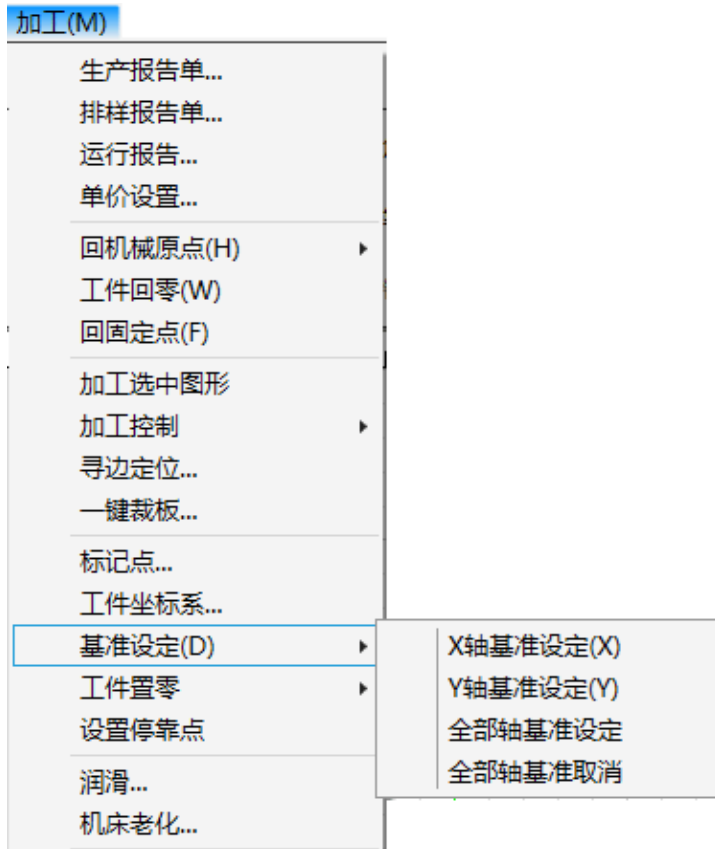 加工(M)
生产报告单...
排样报告单...
运行报告...
单价设置...
回机械原点(H)
工件回零(W)
回固定点(F)
加工选中图形
加工控制
寻边定位...
一键裁板...
标记点...
工件坐标系...
基准设定(D)
X轴基准设定(X)
工件置零
Y轴基准设定(Y)
设置停靠点
全部轴基准设定
全部轴基准取消
润滑...
机床老化...